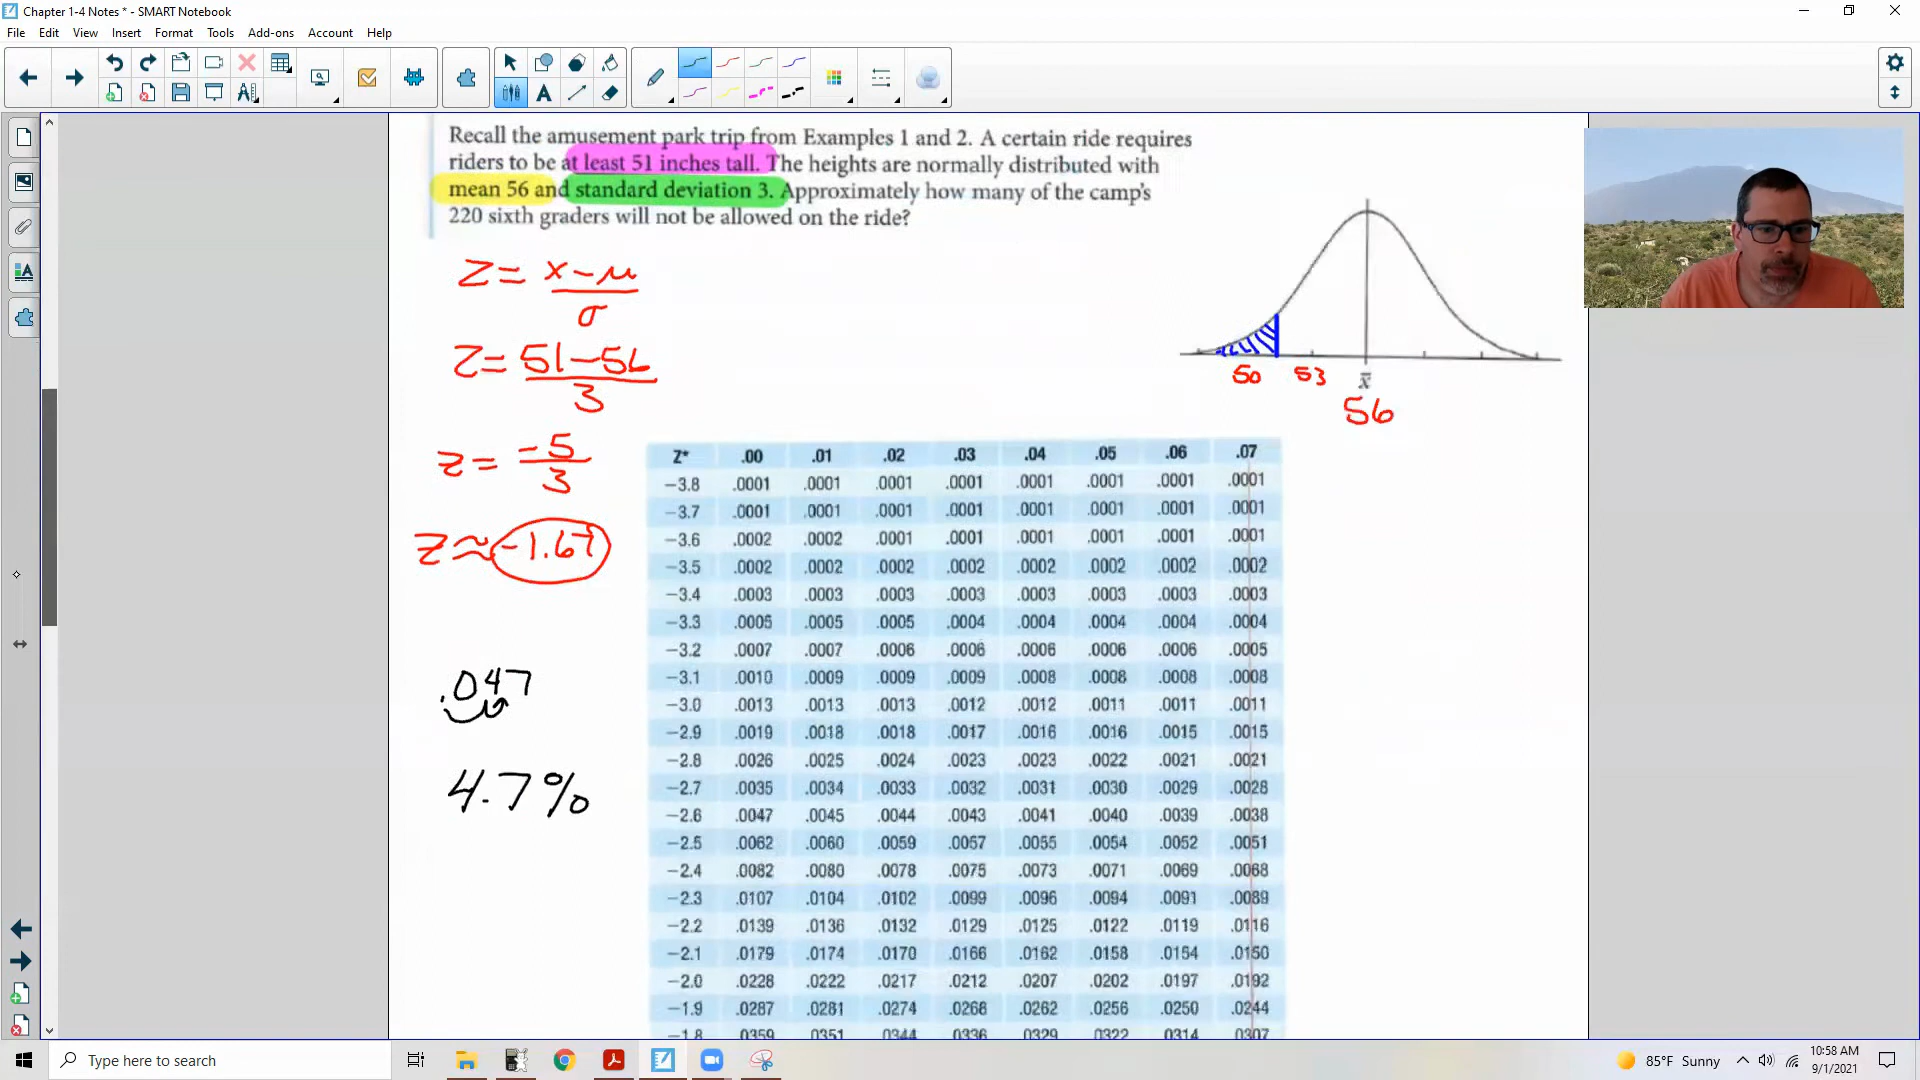 Chapter 1-4 Notes * - SMART Notebook
File Edit View Insert Format Tools Add-ons Account Help
Recall the amusement park trip from Examples 1 and 2. A certain ride requires
riders to be at least 51 inches tall. The heights are normally distributed with
mean 56 and standard deviation 3. Approximately how many of the camp's
220 sixth graders will not be allowed on the ride?
z = x - μ
σ
z = 51 - 56
3
z = -5
3
z ≈ -1.67
.047
4.7%
50 53 x̄
56
Z* .00 .01 .02 .03 .04 .05 .06 .07
−3.8 .0001 .0001 .0001 .0001 .0001 .0001 .0001 .0001
−3.7 .0001 .0001 .0001 .0001 .0001 .0001 .0001 .0001
−3.6 .0002 .0002 .0001 .0001 .0001 .0001 .0001 .0001
−3.5 .0002 .0002 .0002 .0002 .0002 .0002 .0002 .0002
−3.4 .0003 .0003 .0003 .0003 .0003 .0003 .0003 .0003
−3.3 .0005 .0005 .0005 .0004 .0004 .0004 .0004 .0004
−3.2 .0007 .0007 .0006 .0006 .0006 .0006 .0006 .0005
−3.1 .0010 .0009 .0009 .0009 .0008 .0008 .0008 .0008
−3.0 .0013 .0013 .0013 .0012 .0012 .0011 .0011 .0011
−2.9 .0019 .0018 .0018 .0017 .0016 .0016 .0015 .0015
−2.8 .0026 .0025 .0024 .0023 .0023 .0022 .0021 .0021
−2.7 .0035 .0034 .0033 .0032 .0031 .0030 .0029 .0028
−2.6 .0047 .0045 .0044 .0043 .0041 .0040 .0039 .0038
−2.5 .0062 .0060 .0059 .0057 .0055 .0054 .0052 .0051
−2.4 .0082 .0080 .0078 .0075 .0073 .0071 .0069 .0068
−2.3 .0107 .0104 .0102 .0099 .0096 .0094 .0091 .0089
−2.2 .0139 .0136 .0132 .0129 .0125 .0122 .0119 .0116
−2.1 .0179 .0174 .0170 .0166 .0162 .0158 .0154 .0150
−2.0 .0228 .0222 .0217 .0212 .0207 .0202 .0197 .0192
−1.9 .0287 .0281 .0274 .0268 .0262 .0256 .0250 .0244
−1.8 .0359 .0351 .0344 .0336 .0329 .0322 .0314 .0307
Type here to search
85°F Sunny
10:58 AM
9/1/2021